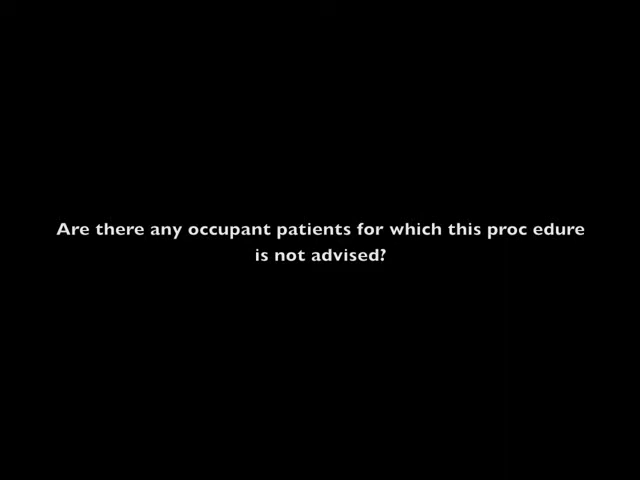 Are there any occupant patients for which this proc edure
is not advised?